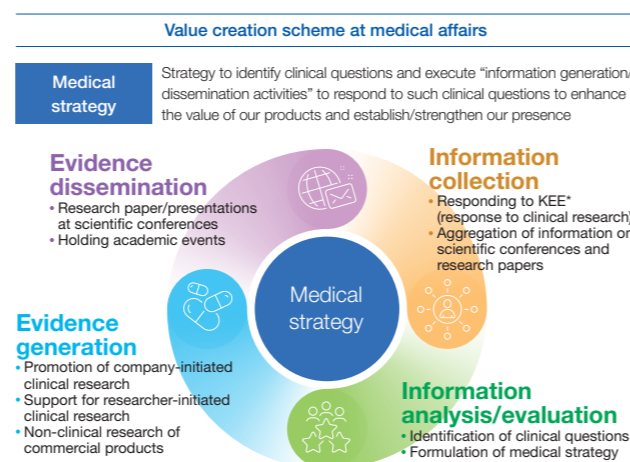 Value creation scheme at medical affairs
Medical
strategy
Strategy to identify clinical questions and execute “information generation/
dissemination activities” to respond to such clinical questions to enhance
the value of our products and establish/strengthen our presence
Evidence
dissemination
• Research paper/presentations
at scientific conferences
• Holding academic events
Information
collection
• Responding to KEE*
(response to clinical research)
• Aggregation of information on
scientific conferences and
research papers
Medical
strategy
Evidence
generation
• Promotion of company-initiated
clinical research
• Support for researcher-initiated
clinical research
• Non-clinical research of
commercial products
Information
analysis/evaluation
• Identification of clinical questions
• Formulation of medical strategy